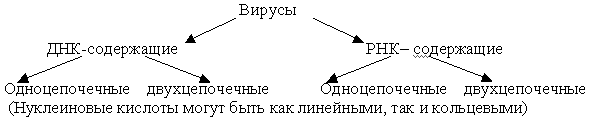 Вирусы
ДНК-содержащие РНК– содержащие
Одноцепочечные двухцепочечные Одноцепочечные двухцепочечные
(Нуклеиновые кислоты могут быть как линейными, так и кольцевыми)